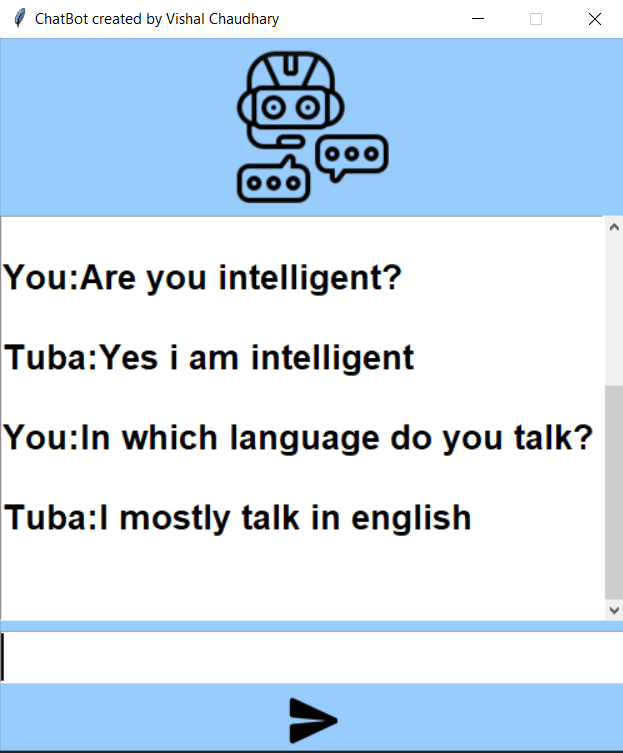 ChatBot created by Vishal Chaudhary
You:Are you intelligent?
Tuba:Yes i am intelligent
You:In which language do you talk?
Tuba:I mostly talk in english